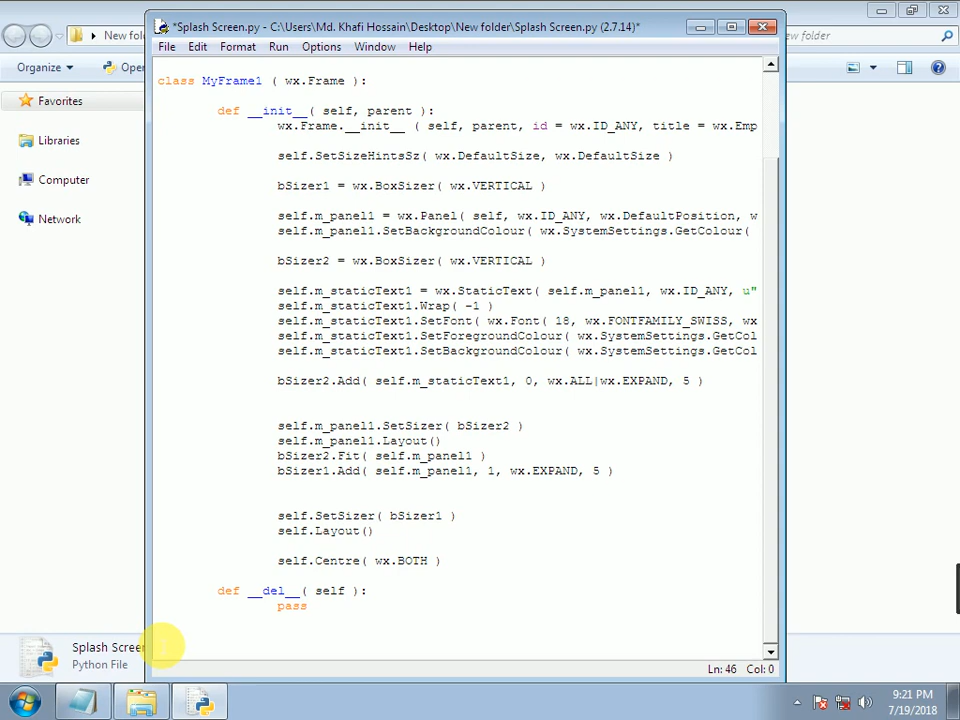 *Splash Screen.py - C:\Users\Md. Khafi Hossain\Desktop\New folder\Splash Screen.py (2.7.14)*
New fol
ew folder
File Edit Format Run Options Window Help
Organize
Open
Favorites
Libraries
Computer
Network
class MyFrame1 ( wx.Frame ):
def __init__( self, parent ):
wx.Frame.__init__ ( self, parent, id = wx.ID_ANY, title = wx.Emp
self.SetSizeHintsSz( wx.DefaultSize, wx.DefaultSize )
bSizer1 = wx.BoxSizer( wx.VERTICAL )
self.m_panel1 = wx.Panel( self, wx.ID_ANY, wx.DefaultPosition, w
self.m_panel1.SetBackgroundColour( wx.SystemSettings.GetColour(
bSizer2 = wx.BoxSizer( wx.VERTICAL )
self.m_staticText1 = wx.StaticText( self.m_panel1, wx.ID_ANY, u"
self.m_staticText1.Wrap( -1 )
self.m_staticText1.SetFont( wx.Font( 18, wx.FONTFAMILY_SWISS, wx
self.m_staticText1.SetForegroundColour( wx.SystemSettings.GetCol
self.m_staticText1.SetBackgroundColour( wx.SystemSettings.GetCol
bSizer2.Add( self.m_staticText1, 0, wx.ALL|wx.EXPAND, 5 )
self.m_panel1.SetSizer( bSizer2 )
self.m_panel1.Layout()
bSizer2.Fit( self.m_panel1 )
bSizer1.Add( self.m_panel1, 1, wx.EXPAND, 5 )
self.SetSizer( bSizer1 )
self.Layout()
self.Centre( wx.BOTH )
def __del__( self ):
pass
Splash Screen
Python File
Ln: 46 Col: 0
9:21 PM
7/19/2018